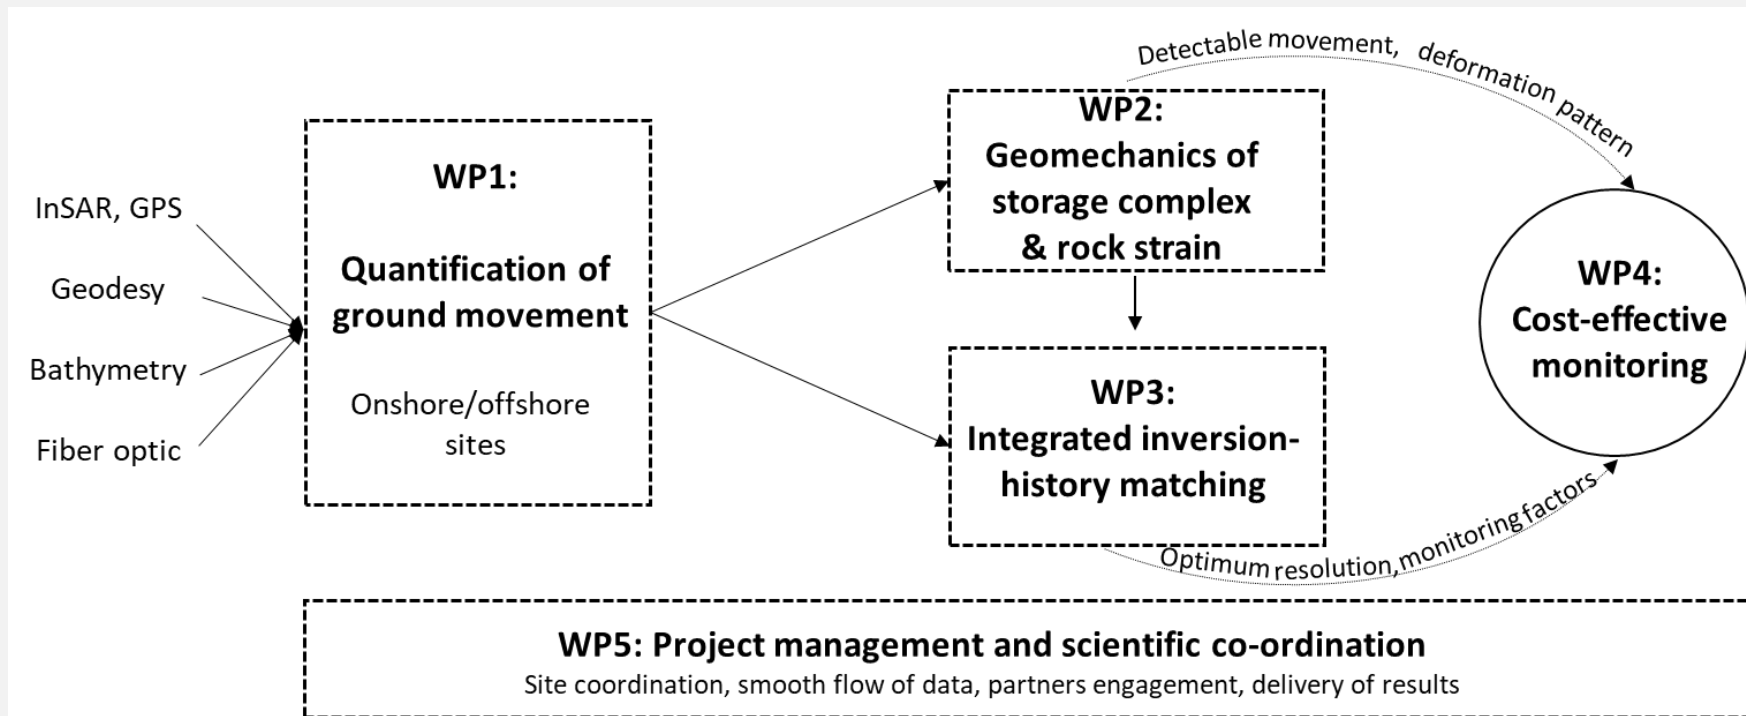 InSAR, GPS
Geodesy
Bathymetry
Fiber optic
WP1:
Quantification of
ground movement
Onshore/offshore
sites
WP2:
Geomechanics of
storage complex
& rock strain
WP3:
Integrated inversion-
history matching
Detectable movement, deformation pattern
Optimum resolution, monitoring factors
WP4:
Cost-effective
monitoring
WP5: Project management and scientific co-ordination
Site coordination, smooth flow of data, partners engagement, delivery of results